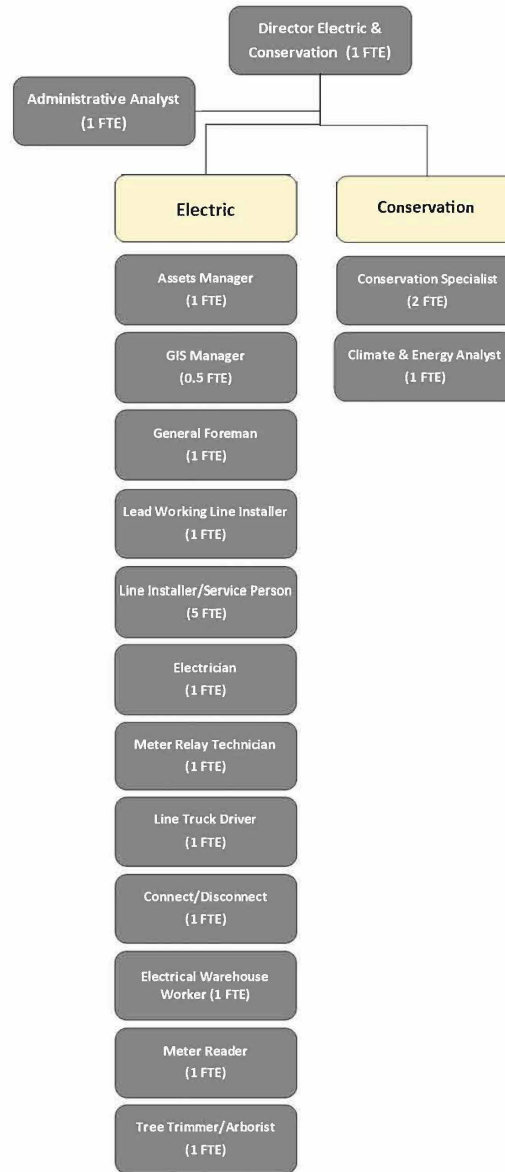 Director Electric &
Conservation (1 FTE)
Administrative Analyst
(1 FTE)
Electric
Conservation
Assets Manager
(1 FTE)
GIS Manager
(0.5 FTE)
General Foreman
(1 FTE)
Lead Working Line Installer
(1 FTE)
Line Installer/Service Person
(5 FTE)
Electrician
(1 FTE)
Meter Relay Technician
(1 FTE)
Line Truck Driver
(1 FTE)
Connect/Disconnect
(1 FTE)
Electrical Warehouse
Worker (1 FTE)
Meter Reader
(1 FTE)
Tree Trimmer/Arborist
(1 FTE)
Conservation Specialist
(2 FTE)
Climate & Energy Analyst
(1 FTE)